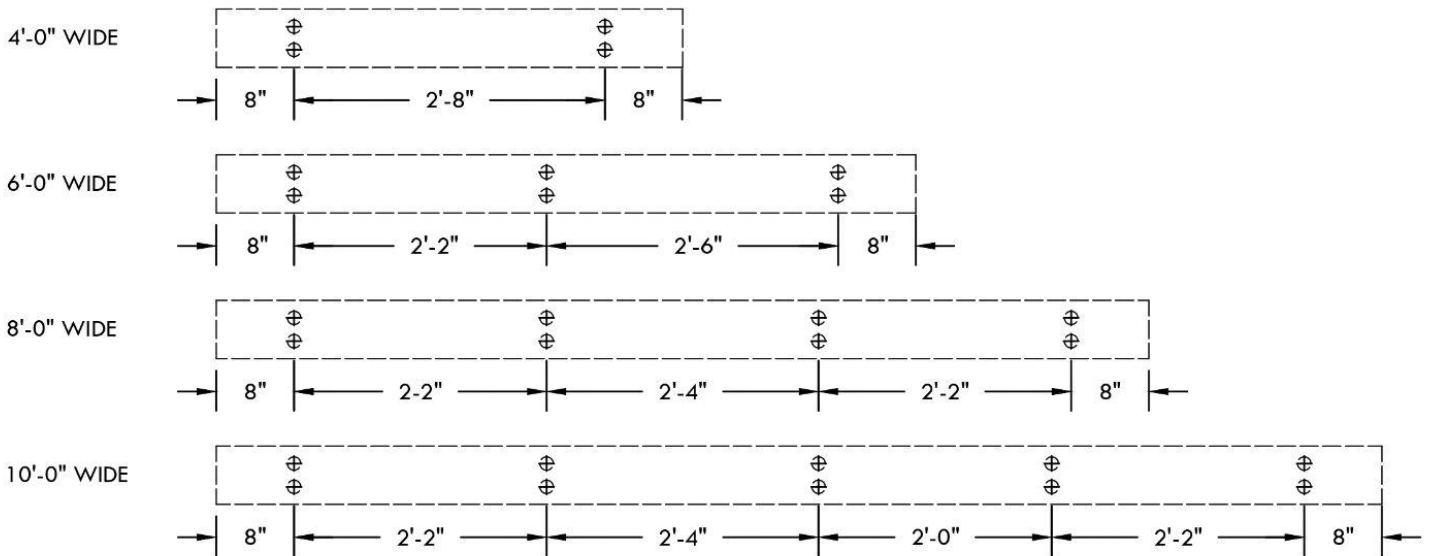 4'-0" WIDE
8" 2'-8" 8"
6'-0" WIDE
8" 2'-2" 2'-6" 8"
8'-0" WIDE
8" 2-2" 2'-4" 2'-2" 8"
10'-0" WIDE
8" 2'-2" 2'-4" 2'-0" 2'-2" 8"